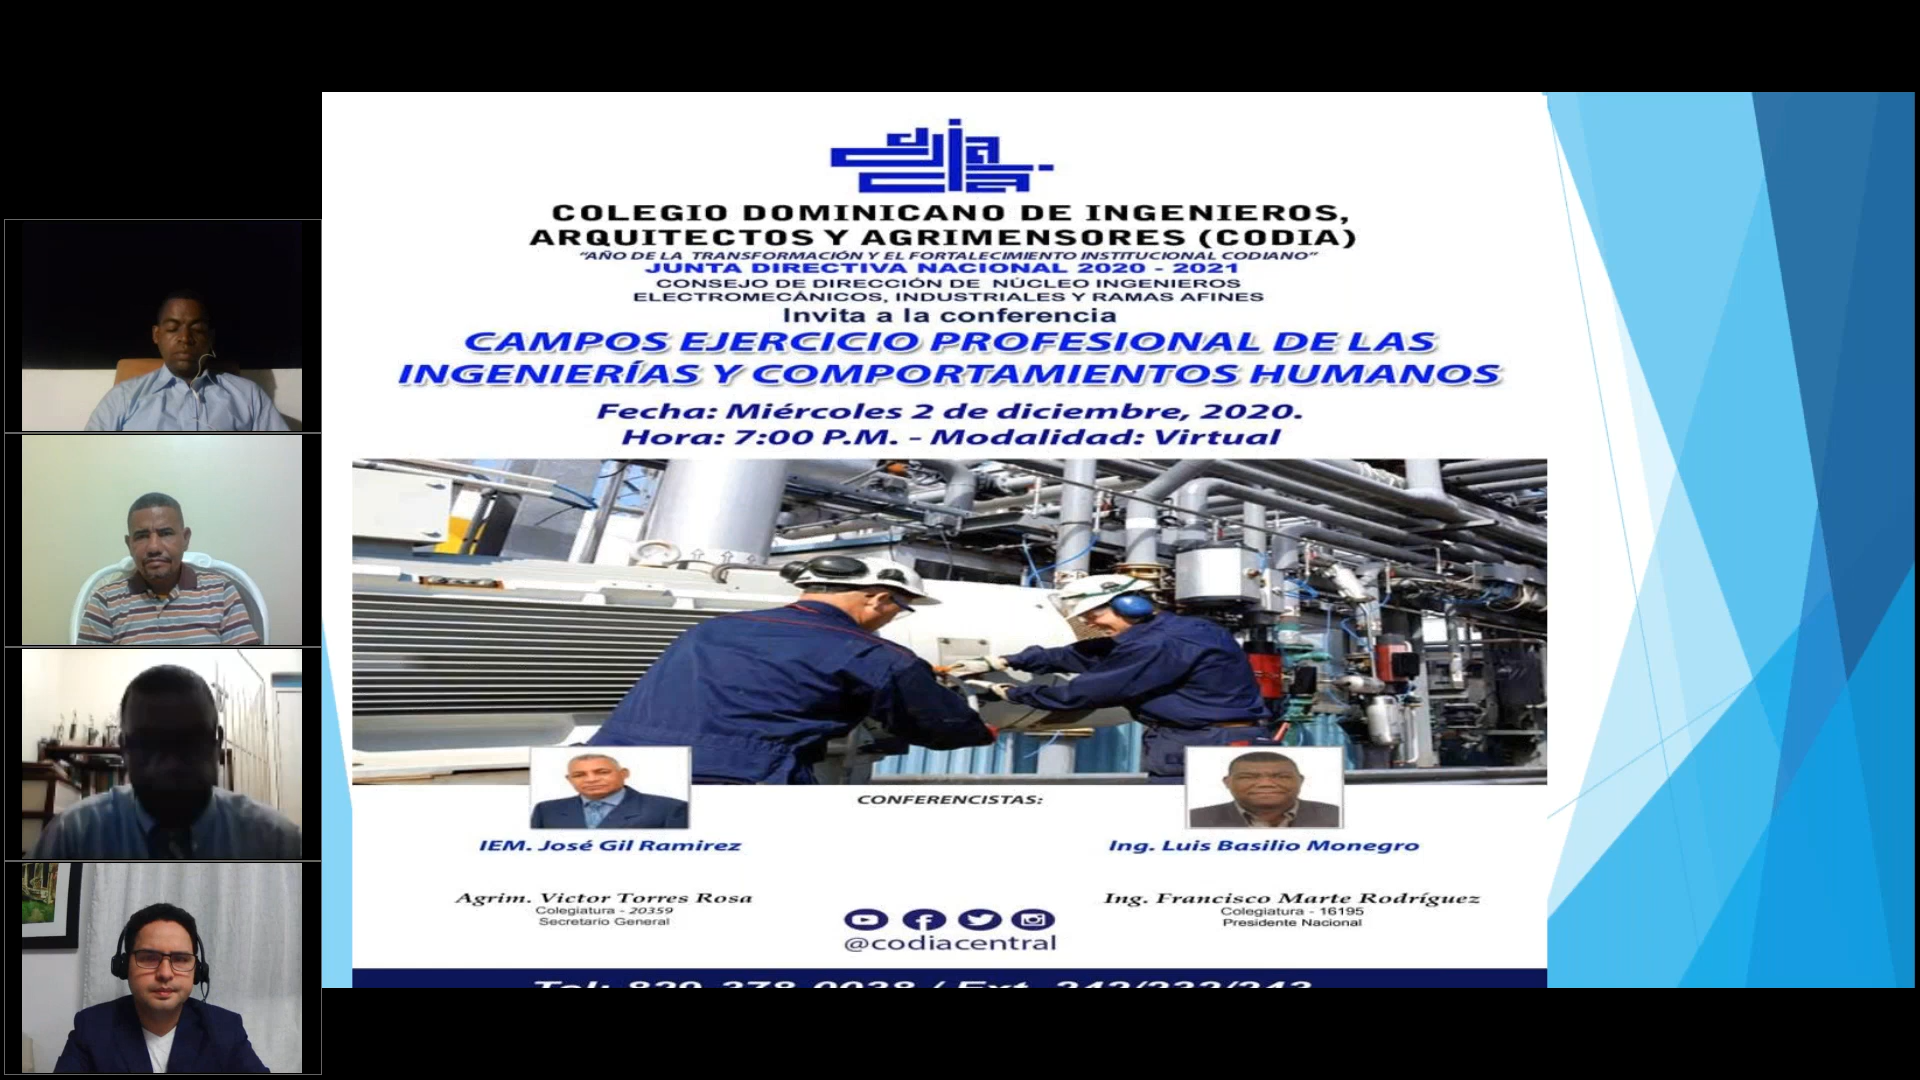 codia
COLEGIO DOMINICANO DE INGENIEROS,
ARQUITECTOS Y AGRIMENSORES (CODIA)
"AÑO DE LA TRANSFORMACIÓN Y EL FORTALECIMIENTO INSTITUCIONAL CODIANO"
JUNTA DIRECTIVA NACIONAL 2020 - 2021
CONSEJO DE DIRECCIÓN DE NÚCLEO INGENIEROS
ELECTROMECÁNICOS, INDUSTRIALES Y RAMAS AFINES
Invita a la conferencia
CAMPOS EJERCICIO PROFESIONAL DE LAS
INGENIERÍAS Y COMPORTAMIENTOS HUMANOS
Fecha: Miércoles 2 de diciembre, 2020.
Hora: 7:00 P.M. - Modalidad: Virtual
CONFERENCISTAS:
IEM. José Gil Ramirez
Ing. Luis Basilio Monegro
Agrim. Victor Torres Rosa
Colegiatura - 20359
Secretario General
Ing. Francisco Marte Rodríguez
Colegiatura - 16195
Presidente Nacional
@codiacentral